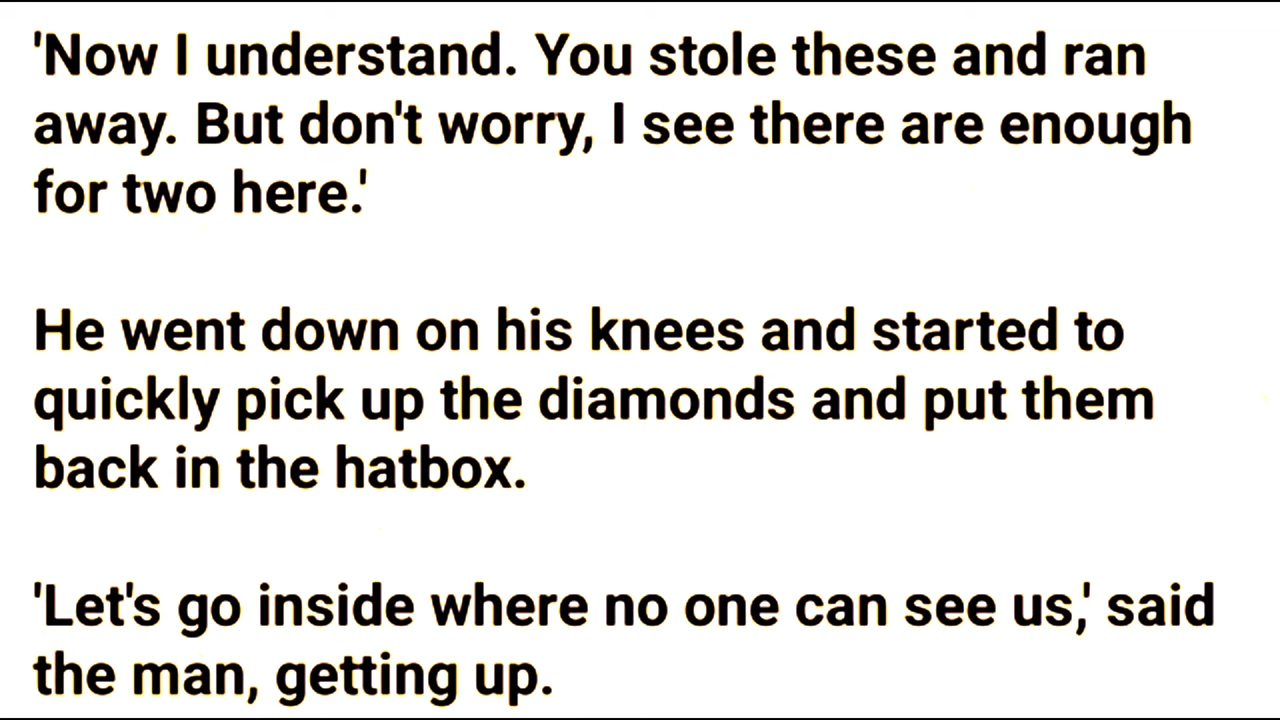 'Now I understand. You stole these and ran
away. But don't worry, I see there are enough
for two here.'
He went down on his knees and started to
quickly pick up the diamonds and put them
back in the hatbox.
'Let's go inside where no one can see us,' said
the man, getting up.